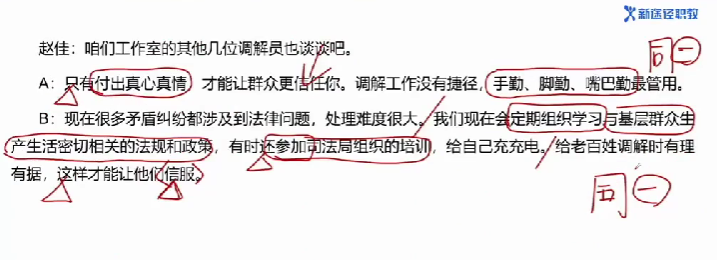 新途径职教
赵佳：咱们工作室的其他几位调解员也谈谈吧。
同一
A：只有付出真心真情，才能让群众更信任你。调解工作没有捷径，手勤、脚勤、嘴巴勤最管用。
B：现在很多矛盾纠纷都涉及到法律问题，处理难度很大。我们现在会定期组织学习与基层群众生
产生活密切相关的法规和政策，有时还参加司法局组织的培训，给自己充充电。给老百姓调解时有理
有据，这样才能让他们信服。
同一